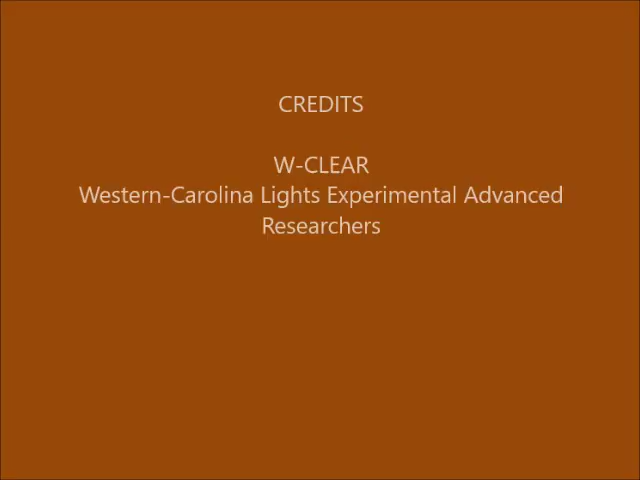 CREDITS
W-CLEAR
Western-Carolina Lights Experimental Advanced
Researchers